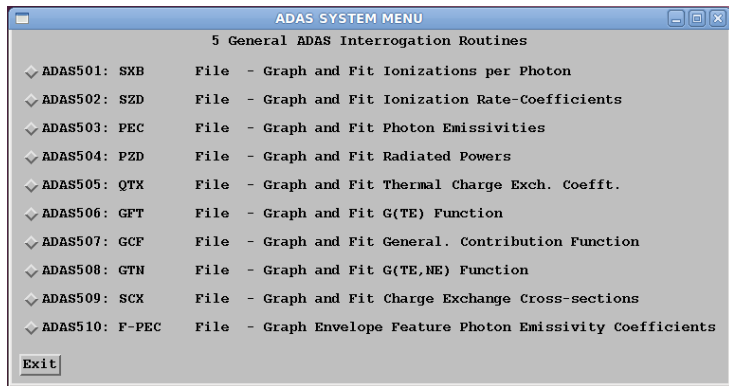 ADAS SYSTEM MENU
5 General ADAS Interrogation Routines
ADAS501: SXB File - Graph and Fit Ionizations per Photon
ADAS502: SZD File - Graph and Fit Ionization Rate-Coefficients
ADAS503: PEC File - Graph and Fit Photon Emissivities
ADAS504: PZD File - Graph and Fit Radiated Powers
ADAS505: QTX File - Graph and Fit Thermal Charge Exch. Coefft.
ADAS506: GFT File - Graph and Fit G(TE) Function
ADAS507: GCF File - Graph and Fit General. Contribution Function
ADAS508: GTN File - Graph and Fit G(TE,NE) Function
ADAS509: SCX File - Graph and Fit Charge Exchange Cross-sections
ADAS510: F-PEC File - Graph Envelope Feature Photon Emissivity Coefficients
Exit